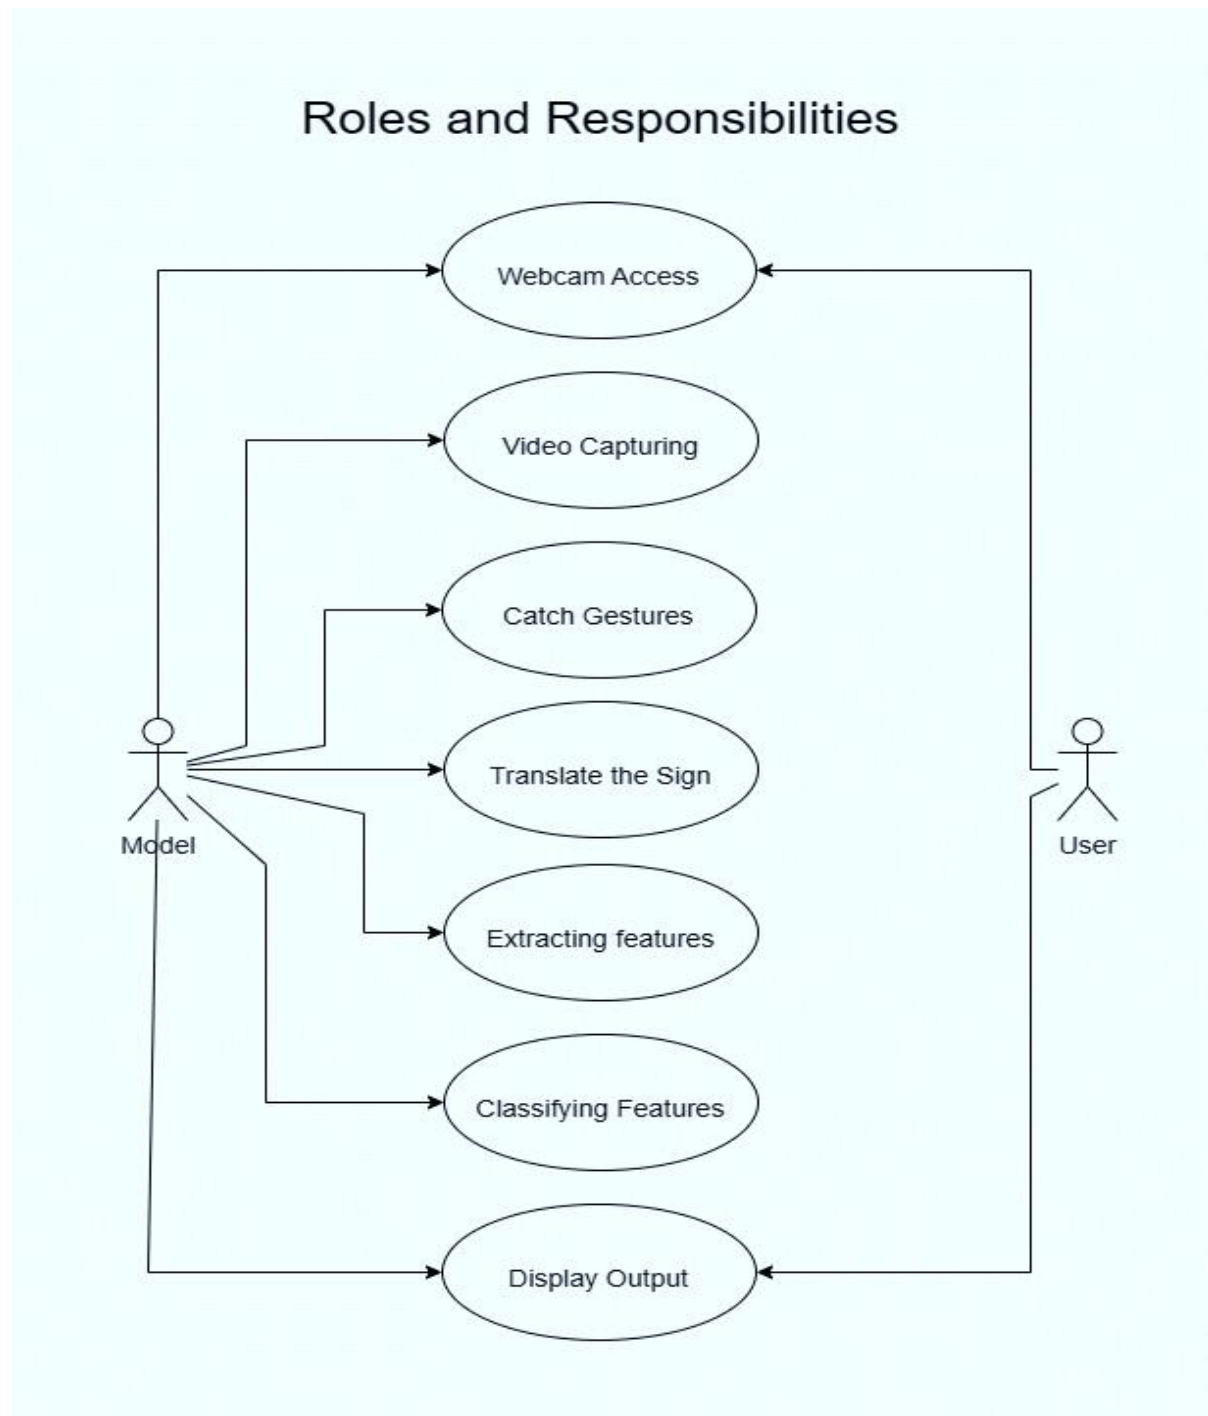 Roles and Responsibilities
Webcam Access
Video Capturing
Catch Gestures
Translate the Sign
Model
User
Extracting features
Classifying Features
Display Output